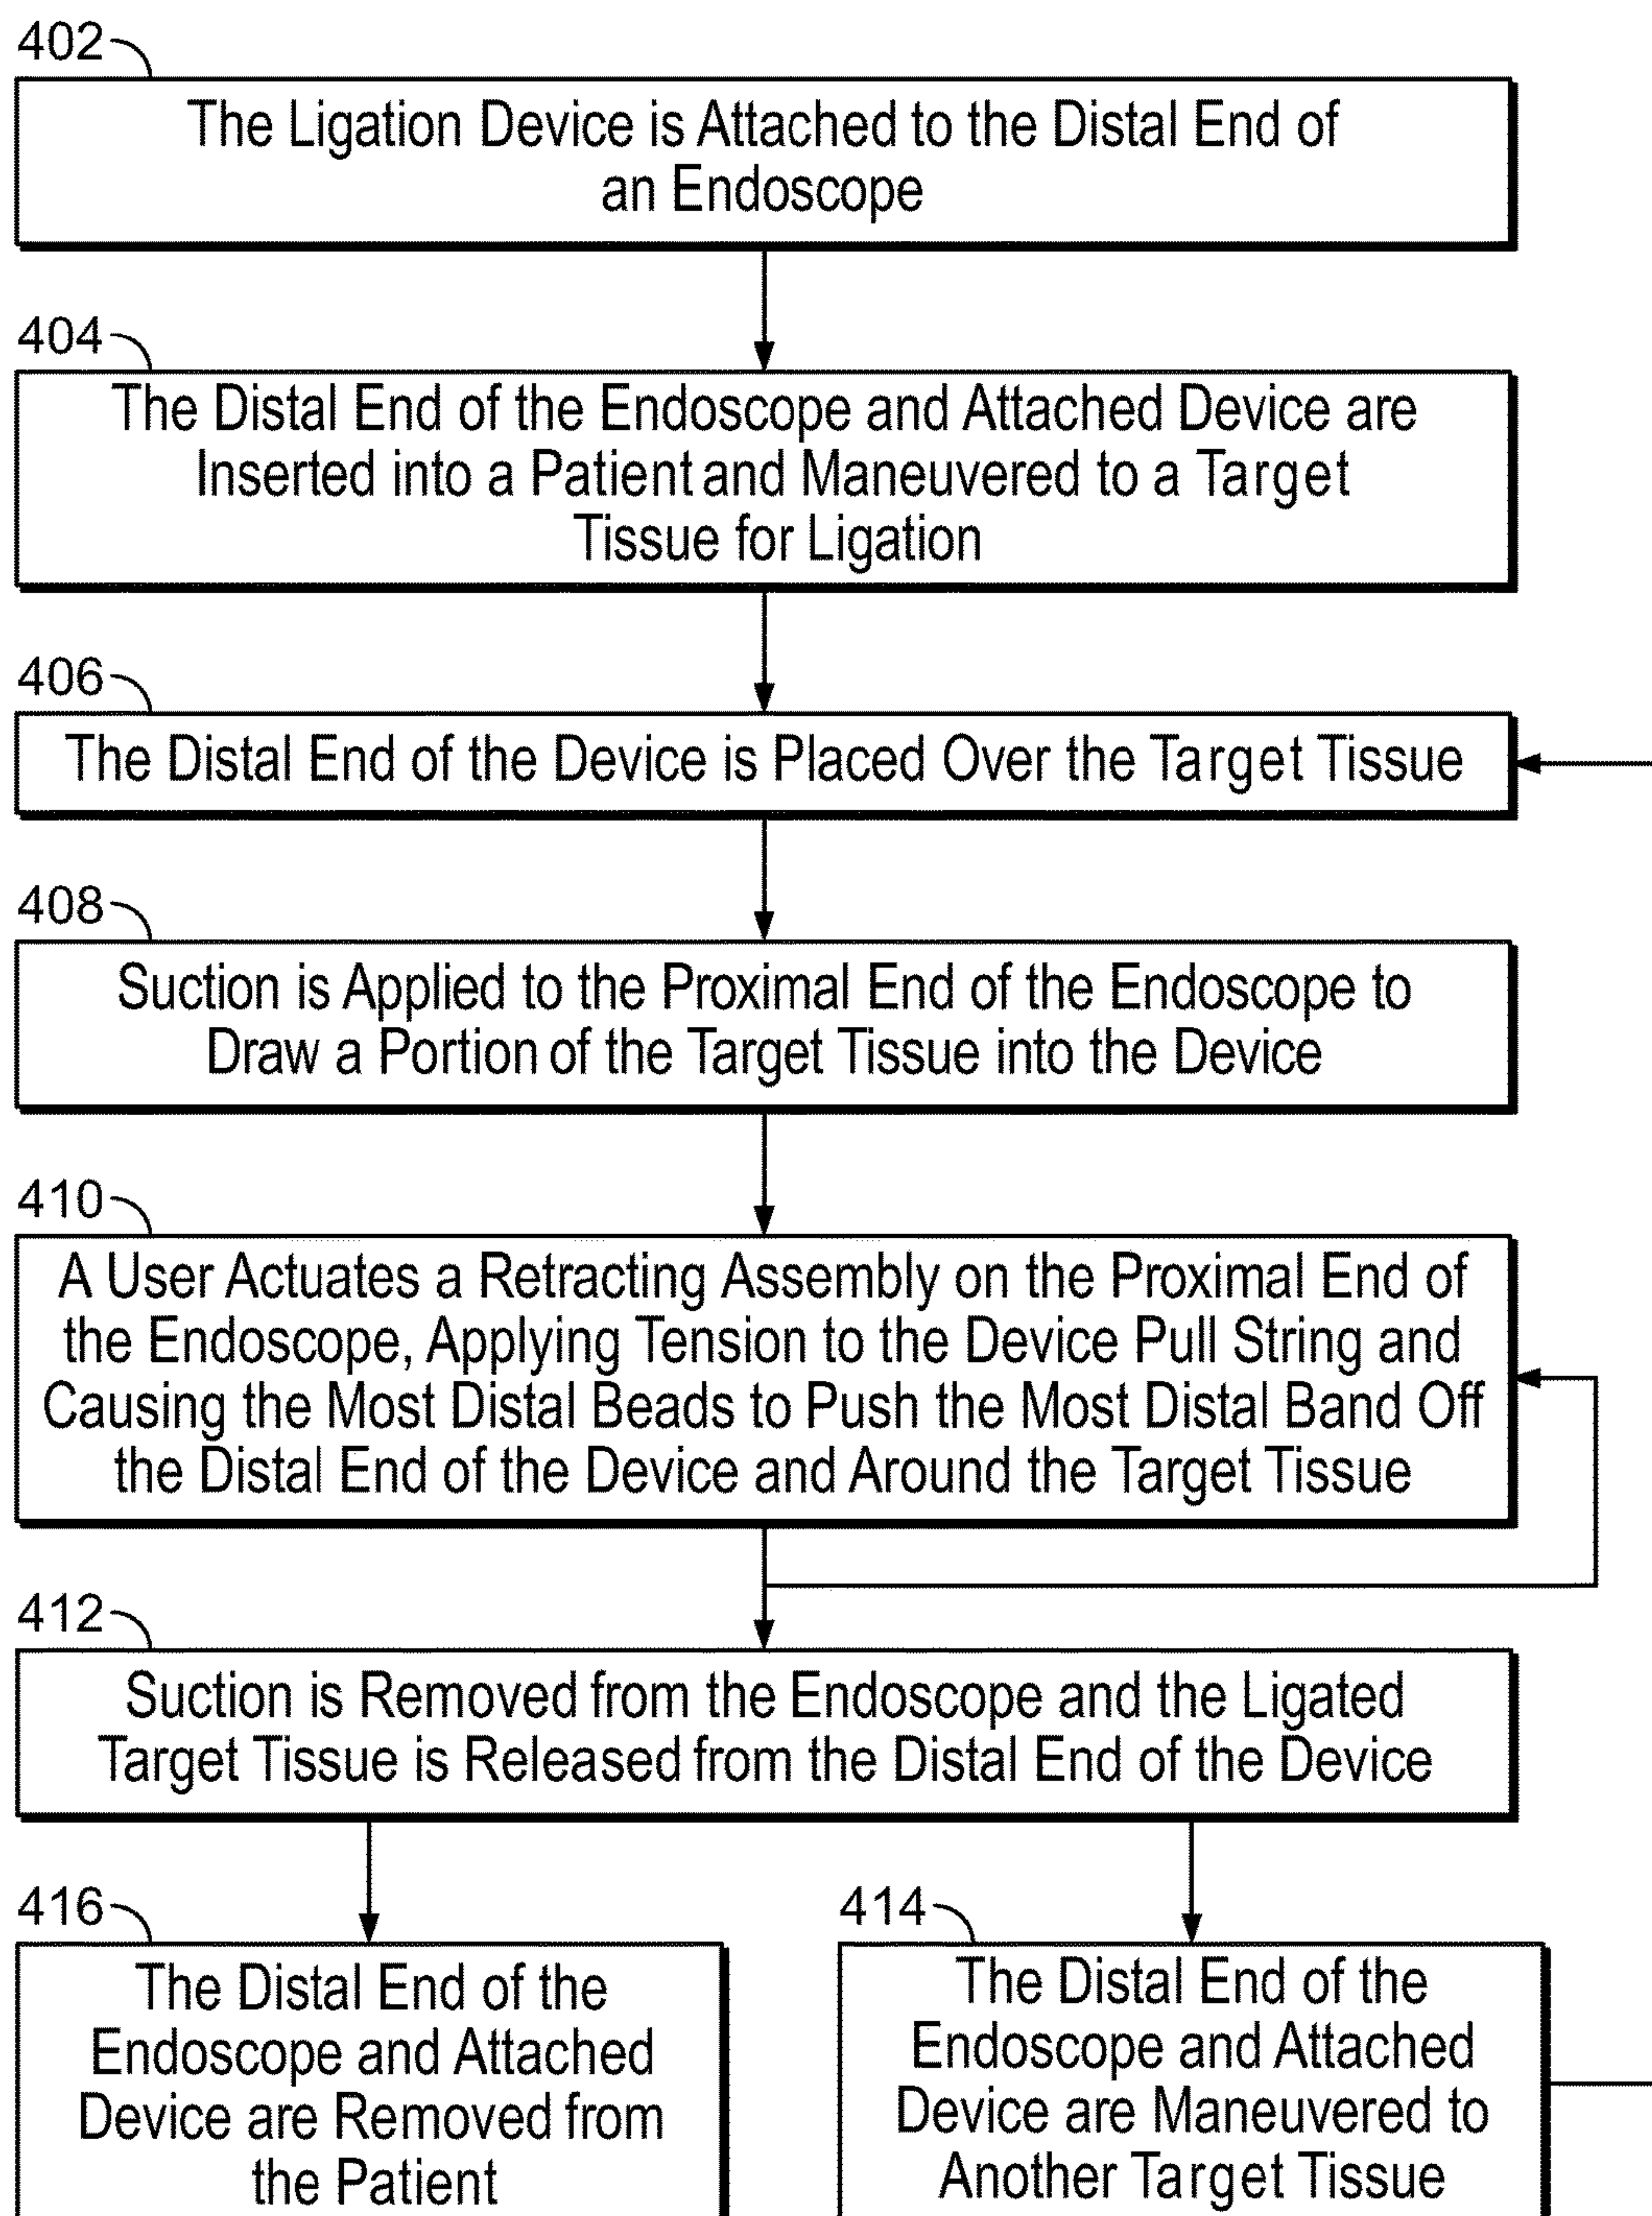 402
The Ligation Device is Attached to the Distal End of
an Endoscope
404
The Distal End of the Endoscope and Attached Device are
Inserted into a Patient and Maneuvered to a Target
Tissue for Ligation
406
The Distal End of the Device is Placed Over the Target Tissue
408
Suction is Applied to the Proximal End of the Endoscope to
Draw a Portion of the Target Tissue into the Device
410
A User Actuates a Retracting Assembly on the Proximal End of
the Endoscope, Applying Tension to the Device Pull String and
Causing the Most Distal Beads to Push the Most Distal Band Off
the Distal End of the Device and Around the Target Tissue
412
Suction is Removed from the Endoscope and the Ligated
Target Tissue is Released from the Distal End of the Device
416
The Distal End of the
Endoscope and Attached
Device are Removed from
the Patient
414
The Distal End of the
Endoscope and Attached
Device are Maneuvered to
Another Target Tissue